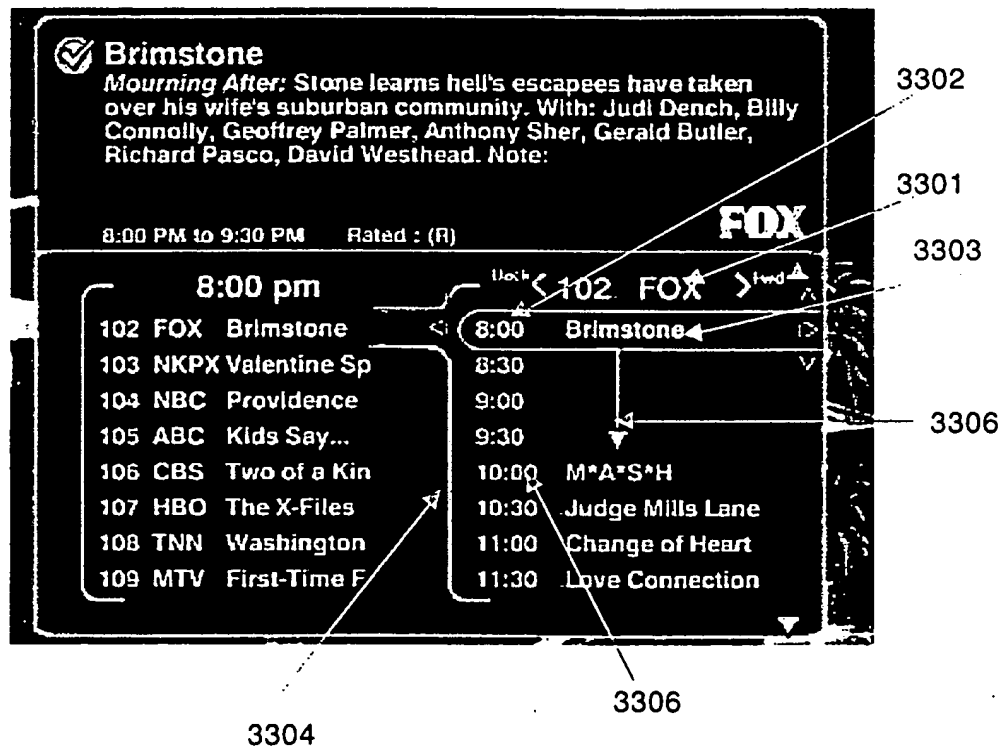 Brimstone
Mourning After: Stone learns hell's escapees have taken
over his wife's suburban community. With: Judi Dench, Billy
Connolly, Geoffrey Palmer, Anthony Sher, Gerald Butler,
Richard Pasco, David Westhead. Note:
FOX
8:00 PM to 9:30 PM Rated : (R)
8:00 pm
102 FOX Brimstone
103 NKPX Valentine Sp
104 NBC Providence
105 ABC Kids Say...
106 CBS Two of a Kin
107 HBO The X-Files
108 TNN Washington
109 MTV First-Time F
< 102 FOX > Fwd
8:00 Brimstone
8:30
9:00
9:30
10:00 M*A*S*H
10:30 Judge Mills Lane
11:00 Change of Heart
11:30 Love Connection
3302
3301
3303
3306
3306
3304